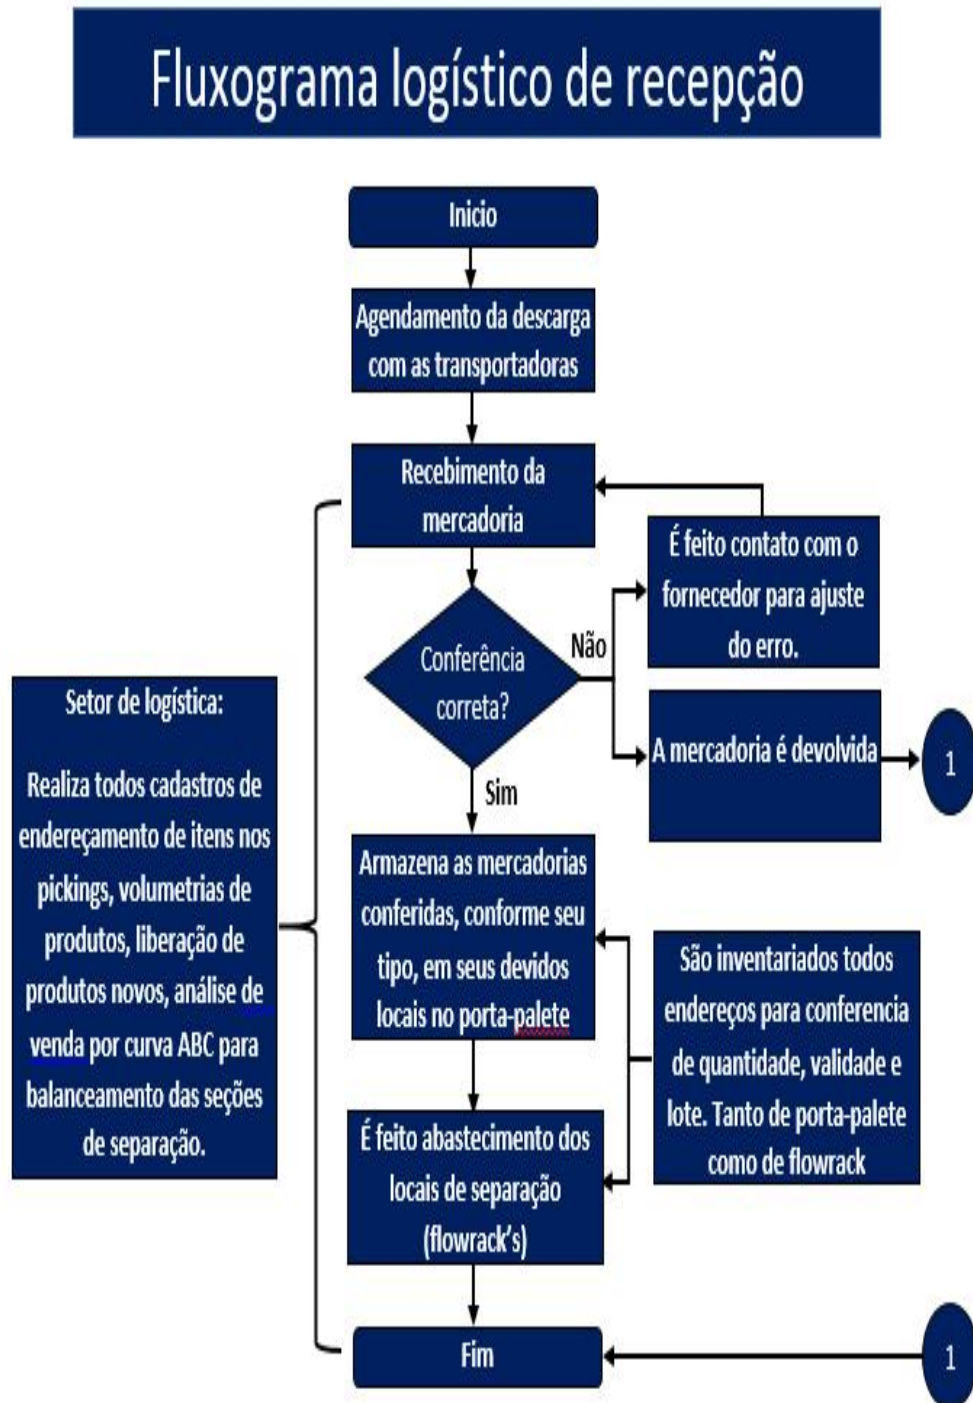 Fluxograma logístico de recepção
Inicio
Agendamento da descarga
com as transportadoras
Recebimento da
mercadoria
É feito contato com o
fornecedor para ajuste
do erro.
Conferência
correta?
Não
Sim
A mercadoria é devolvida
1
Setor de logística:
Realiza todos cadastros de
endereçamento de itens nos
pickings, volumetrias de
produtos, liberação de
produtos novos, análise de
venda por curva ABC para
balanceamento das seções
de separação.
Armazena as mercadorias
conferidas, conforme seu
tipo, em seus devidos
locais no porta-palete
São inventariados todos
endereços para conferencia
de quantidade, validade e
lote. Tanto de porta-palete
como de flowrack
É feito abastecimento dos
locais de separação
(flowrack’s)
Fim
1